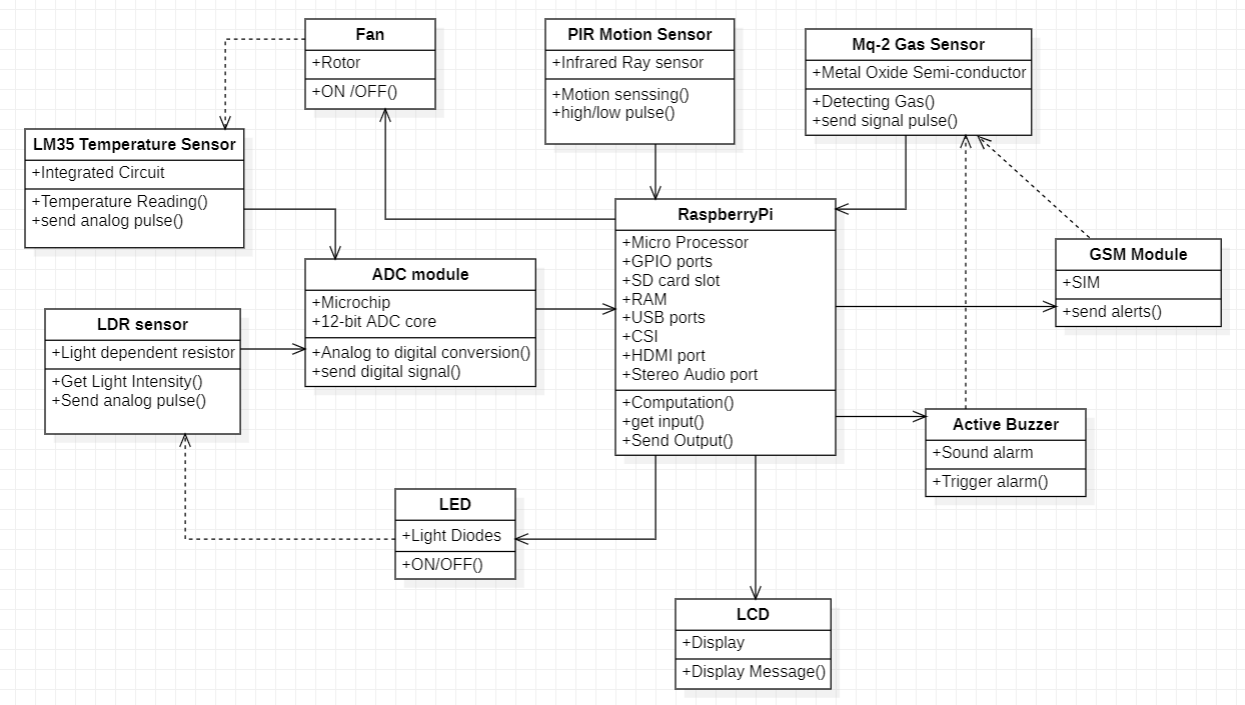 Fan
+Rotor
+ON /OFF()
PIR Motion Sensor
+Infrared Ray sensor
+Motion senssing()
+high/low pulse()
Mq-2 Gas Sensor
+Metal Oxide Semi-conductor
+Detecting Gas()
+send signal pulse()
LM35 Temperature Sensor
+Integrated Circuit
+Temperature Reading()
+send analog pulse()
RaspberryPi
+Micro Processor
+GPIO ports
+SD card slot
+RAM
+USB ports
+CSI
+HDMI port
+Stereo Audio port
+Computation()
+get input()
+Send Output()
GSM Module
+SIM
+send alerts()
ADC module
+Microchip
+12-bit ADC core
+Analog to digital conversion()
+send digital signal()
LDR sensor
+Light dependent resistor
+Get Light Intensity()
+Send analog pulse()
Active Buzzer
+Sound alarm
+Trigger alarm()
LED
+Light Diodes
+ON/OFF()
LCD
+Display
+Display Message()